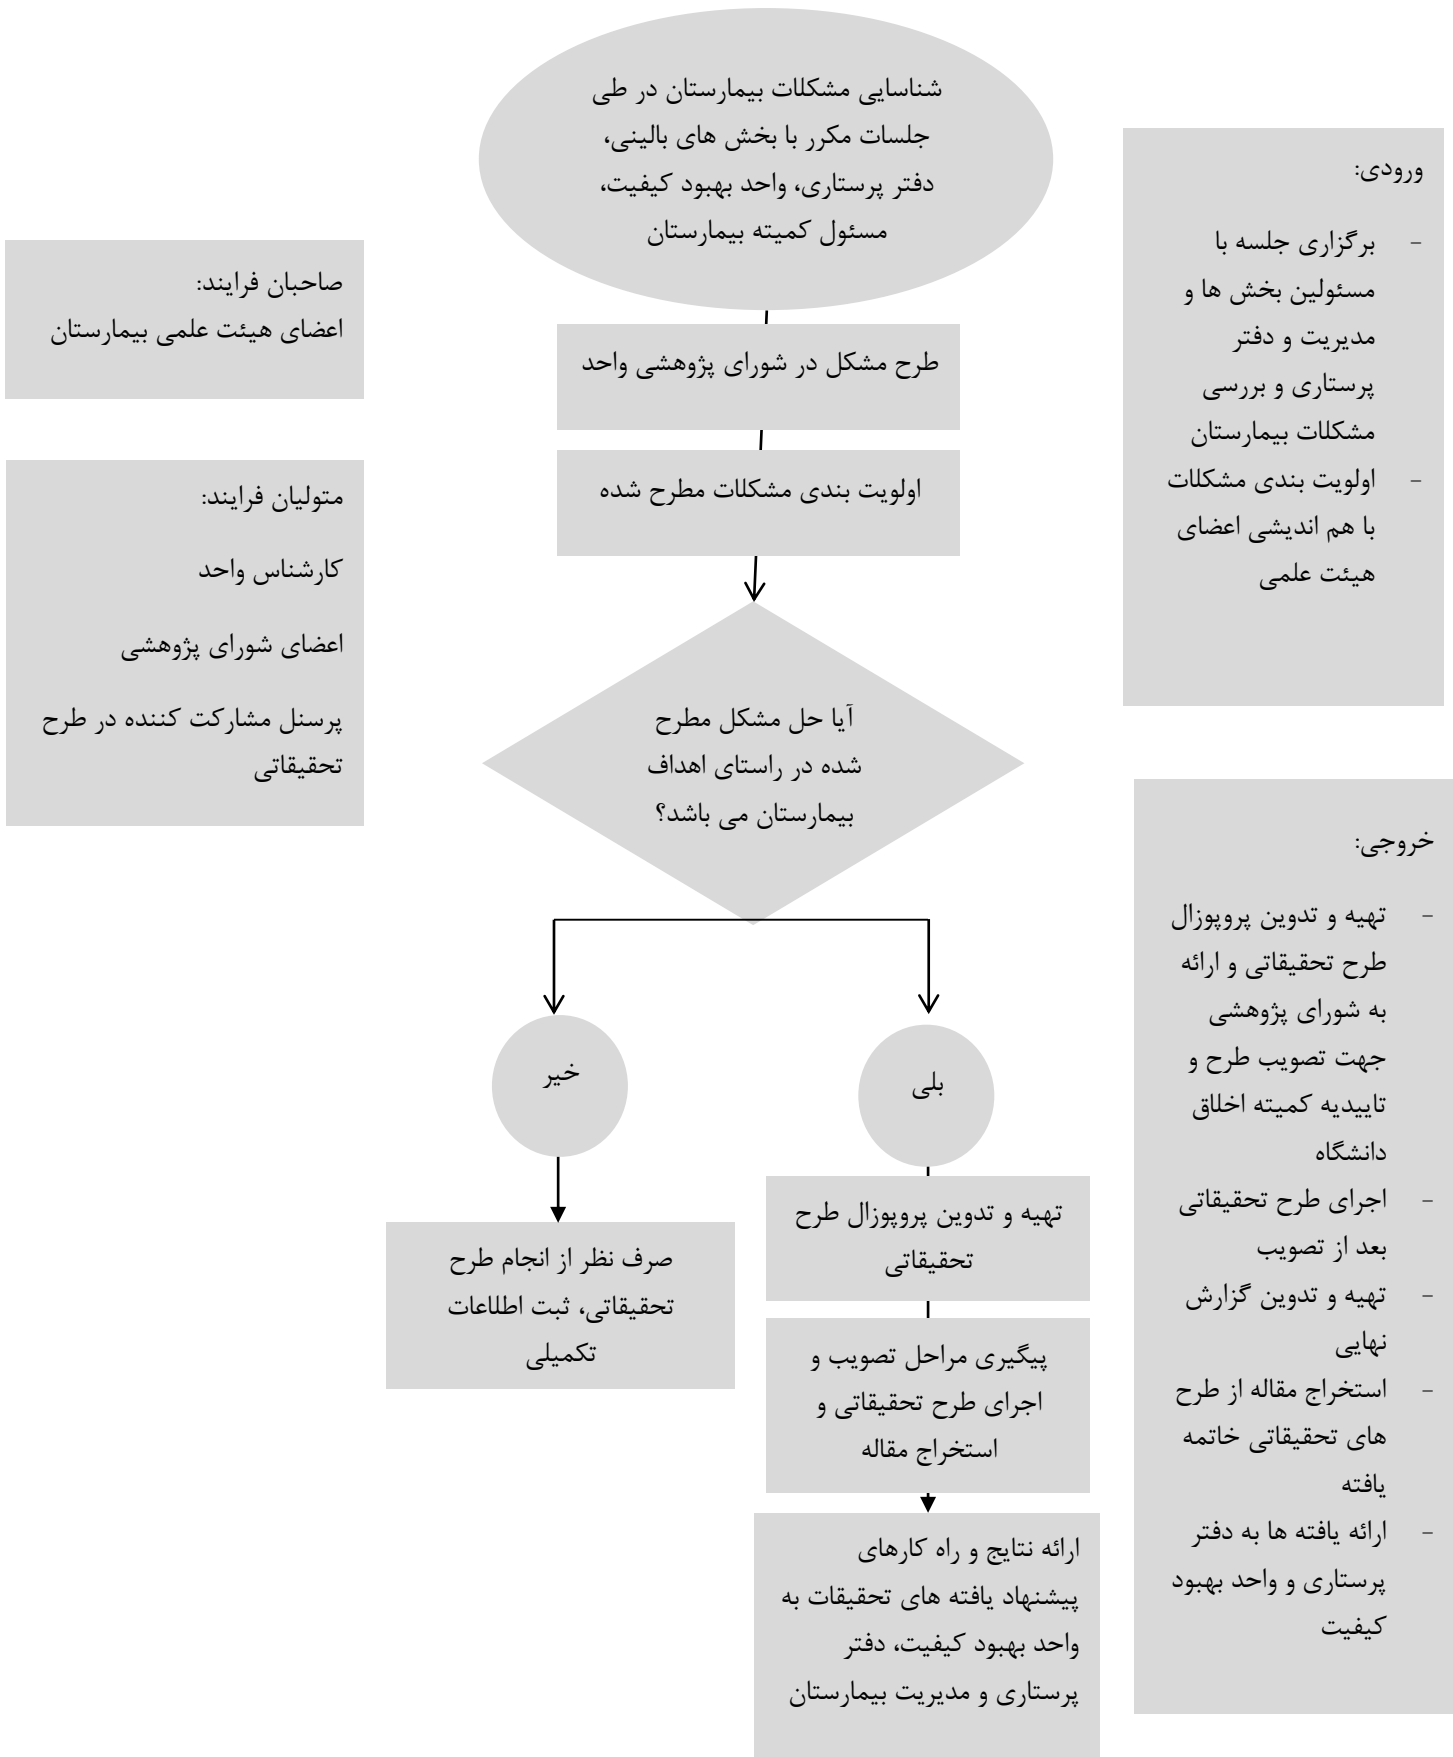 شناسایی مشکلات بیمارستان در طی
جلسات مکرر با بخش های بالینی،
دفتر پرستاری، واحد بهبود کیفیت،
مسئول کمیته بیمارستان
ورودی:
- برگزاری جلسه با
مسئولین بخش ها و
مدیریت و دفتر
پرستاری و بررسی
مشکلات بیمارستان
- اولویت بندی مشکلات
با هم اندیشی اعضای
هیئت علمی
صاحبان فرایند:
اعضای هیئت علمی بیمارستان
طرح مشکل در شورای پژوهشی واحد
اولویت بندی مشکلات مطرح شده
متولیان فرایند:
کارشناس واحد
اعضای شورای پژوهشی
پرسنل مشارکت کننده در طرح
تحقیقاتی
آیا حل مشکل مطرح
شده در راستای اهداف
بیمارستان می باشد؟
خروجی:
- تهیه و تدوین پروپوزال
طرح تحقیقاتی و ارائه
به شورای پژوهشی
جهت تصویب طرح و
تاییدیه کمیته اخلاق
دانشگاه
- اجرای طرح تحقیقاتی
بعد از تصویب
- تهیه و تدوین گزارش
نهایی
- استخراج مقاله از طرح
های تحقیقاتی خاتمه
یافته
- ارائه یافته ها به دفتر
پرستاری و واحد بهبود
کیفیت
بلی
خیر
تهیه و تدوین پروپوزال طرح
تحقیقاتی
صرف نظر از انجام طرح
تحقیقاتی، ثبت اطلاعات
تکمیلی
پیگیری مراحل تصویب و
اجرای طرح تحقیقاتی و
استخراج مقاله
ارائه نتایج و راه کارهای
پیشنهاد یافته های تحقیقات به
واحد بهبود کیفیت، دفتر
پرستاری و مدیریت بیمارستان